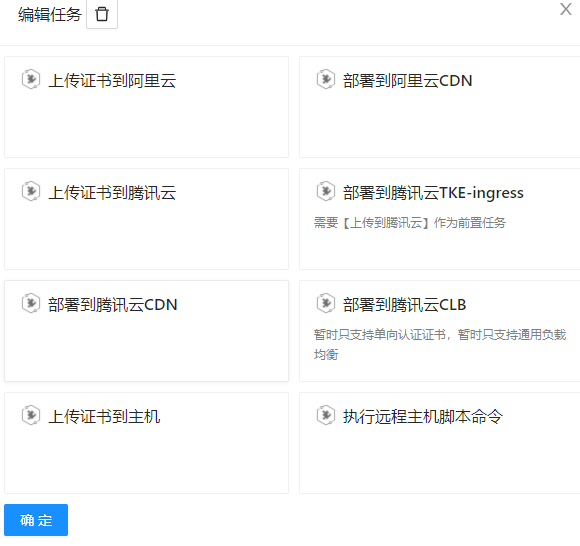 编辑任务
X
上传证书到阿里云
部署到阿里云CDN
上传证书到腾讯云
部署到腾讯云TKE-ingress
需要【上传到腾讯云】作为前置任务
部署到腾讯云CDN
部署到腾讯云CLB
暂时只支持单向认证证书，暂时只支持通用负载
均衡
上传证书到主机
执行远程主机脚本命令
确 定